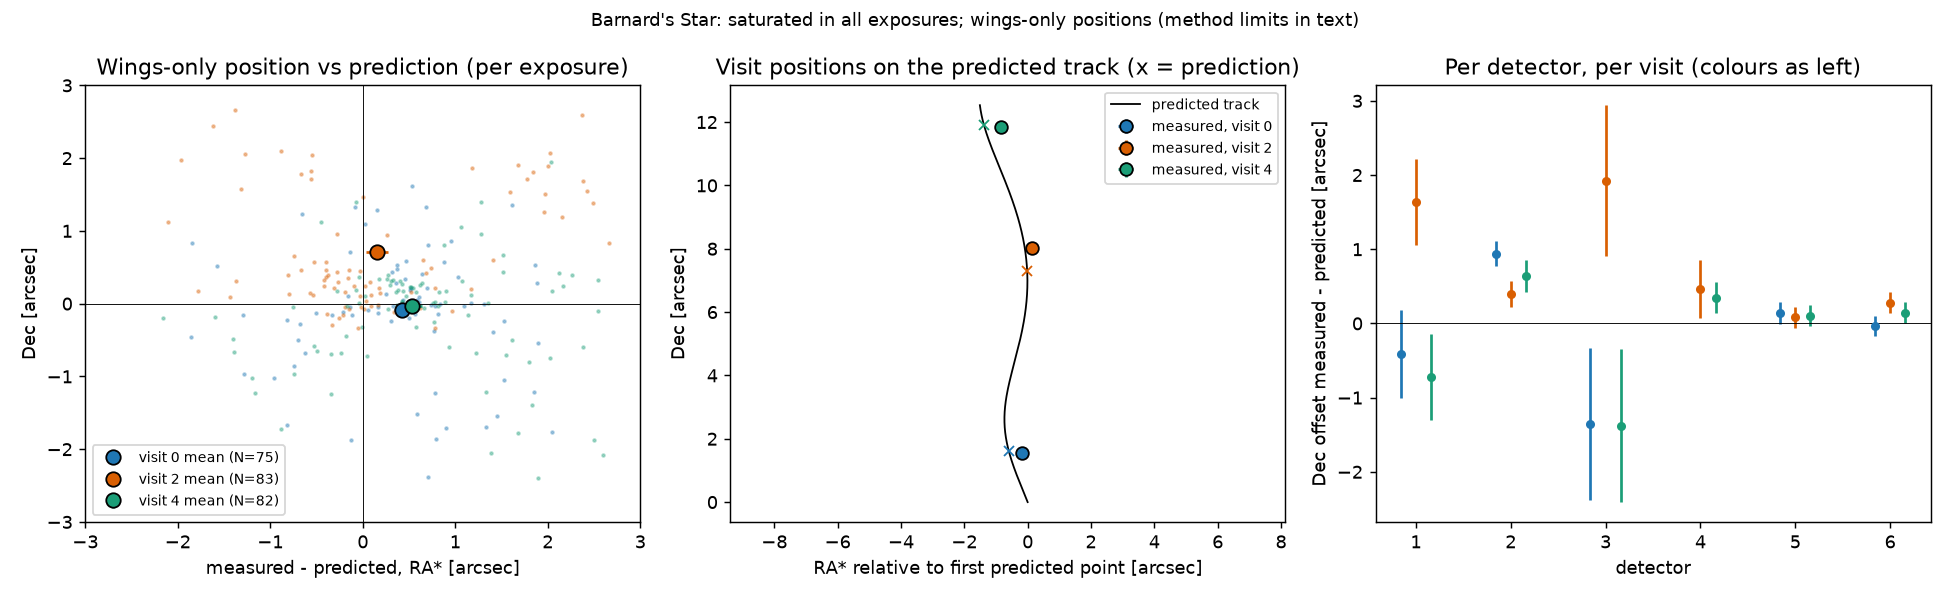 Barnard's Star: saturated in all exposures; wings-only positions (method limits in text)
Wings-only position vs prediction (per exposure)
3
2
1
0
−1
−2
−3
−3
−2
−1
0
1
2
3
Dec [arcsec]
measured - predicted, RA* [arcsec]
visit 0 mean (N=75)
visit 2 mean (N=83)
visit 4 mean (N=82)
Visit positions on the predicted track (x = prediction)
predicted track
measured, visit 0
measured, visit 2
measured, visit 4
12
10
8
6
4
2
0
−8
−6
−4
−2
0
2
4
6
8
Dec [arcsec]
RA* relative to first predicted point [arcsec]
Per detector, per visit (colours as left)
3
2
1
0
−1
−2
1
2
3
4
5
6
Dec offset measured - predicted [arcsec]
detector